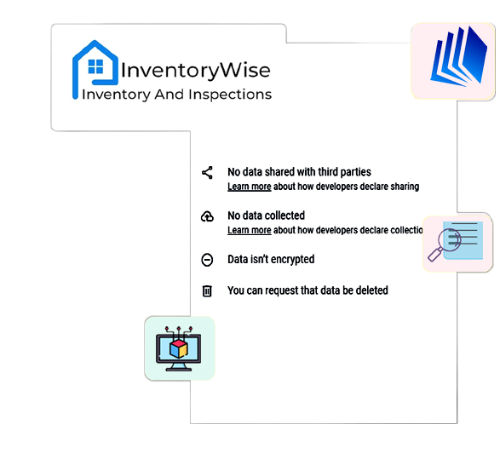 InventoryWise
Inventory And Inspections
No data shared with third parties
Learn more about how developers declare sharing
No data collected
Learn more about how developers declare collectio
Data isn't encrypted
You can request that data be deleted